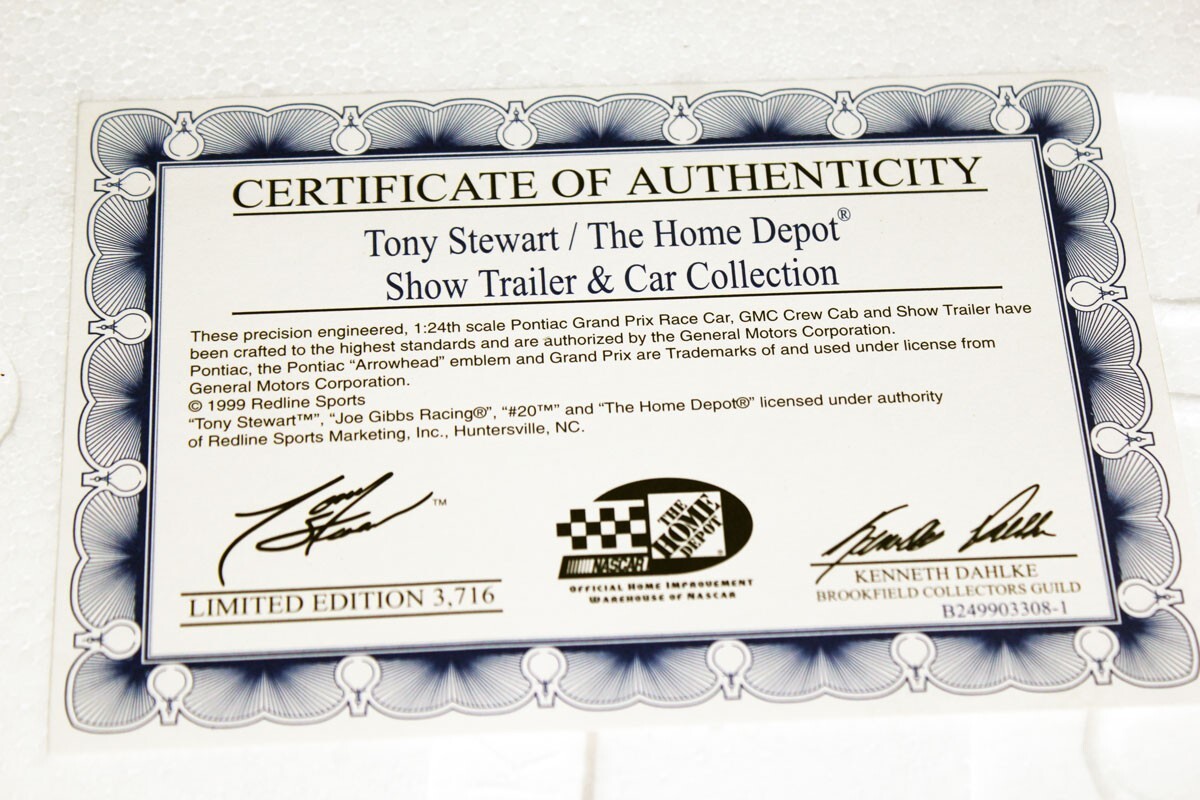 CERTIFICATE OF AUTHENTICITY
Tony Stewart / The Home Depot®
Show Trailer & Car Collection
These precision engineered, 1:24th scale Pontiac Grand Prix Race Car, GMC Crew Cab and Show Trailer have
been crafted to the highest standards and are authorized by the General Motors Corporation.
Pontiac, the Pontiac “Arrowhead” emblem and Grand Prix are Trademarks of and used under license from
General Motors Corporation.
© 1999 Redline Sports
“Tony Stewart™”, “Joe Gibbs Racing®”, “#20™” and “The Home Depot®” licensed under authority
of Redline Sports Marketing, Inc., Huntersville, NC.
Tony Stewart ™
LIMITED EDITION 3,716
THE
HOME
DEPOT
®
NASCAR
OFFICIAL HOME IMPROVEMENT
WAREHOUSE OF NASCAR
Kenneth Dahlke
KENNETH DAHLKE
BROOKFIELD COLLECTORS GUILD
B249903308-1